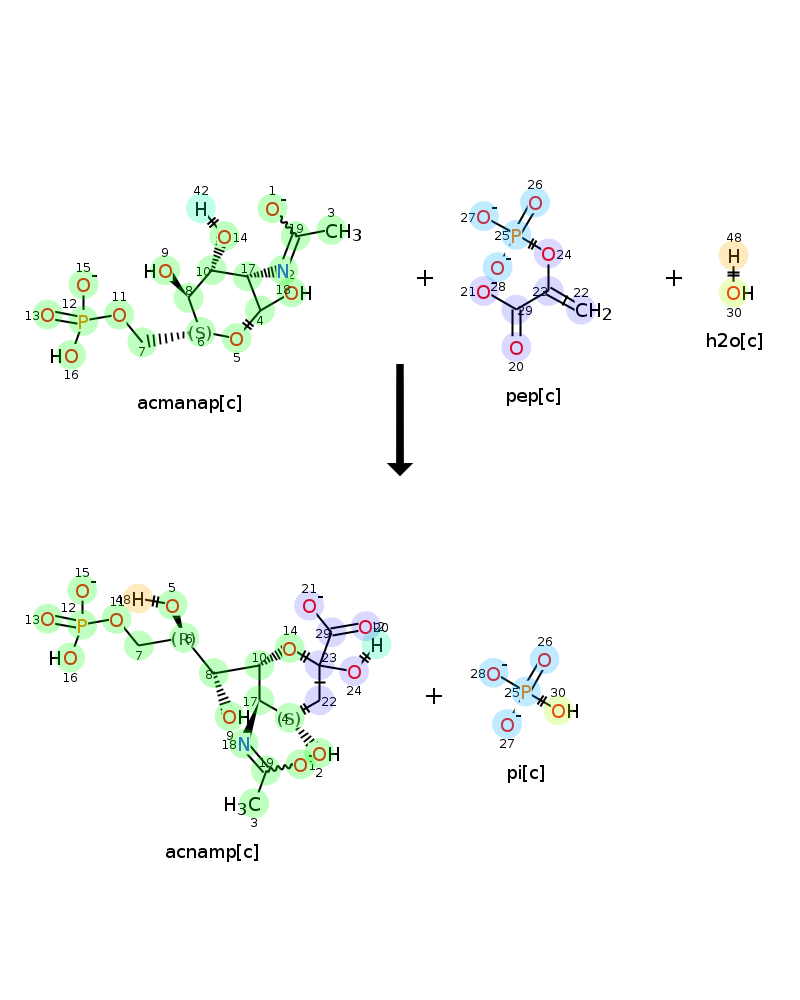 42 1 3
H O- 19 CH3
9 O 14
HO 10 17 N 2
15 8 18 OH
O- 4
12 11 (S)
13 O P O 6 O
7 5
HO
16
acmanap[c]
+
26
27 O- O
25 P
O- O 24
21 O 28 23 22
29 CH2
O
20
pep[c]
+
48
H
OH
30
h2o[c]
15 5 21
O- 48 H O O-
12 11 14 29 O 20 42
13 O P O (R) 6 10 O 23 H
HO 7 8 O
16 17 22 24
OH 4 (S)
9
18 N 19 OH
O 1- 2
H3C
3
acnamp[c]
+
26
28 O- O
25 P 30
OH
O-
27
pi[c]